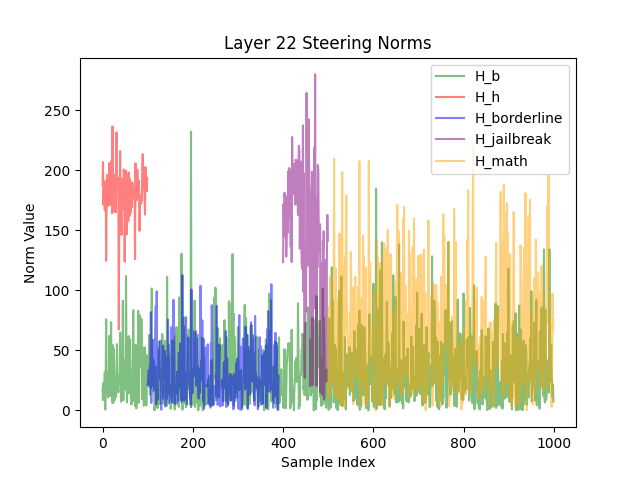 Layer 22 Steering Norms
H_b
H_h
H_borderline
H_jailbreak
H_math
Norm Value
250
200
150
100
50
0
0 200 400 600 800 1000
Sample Index